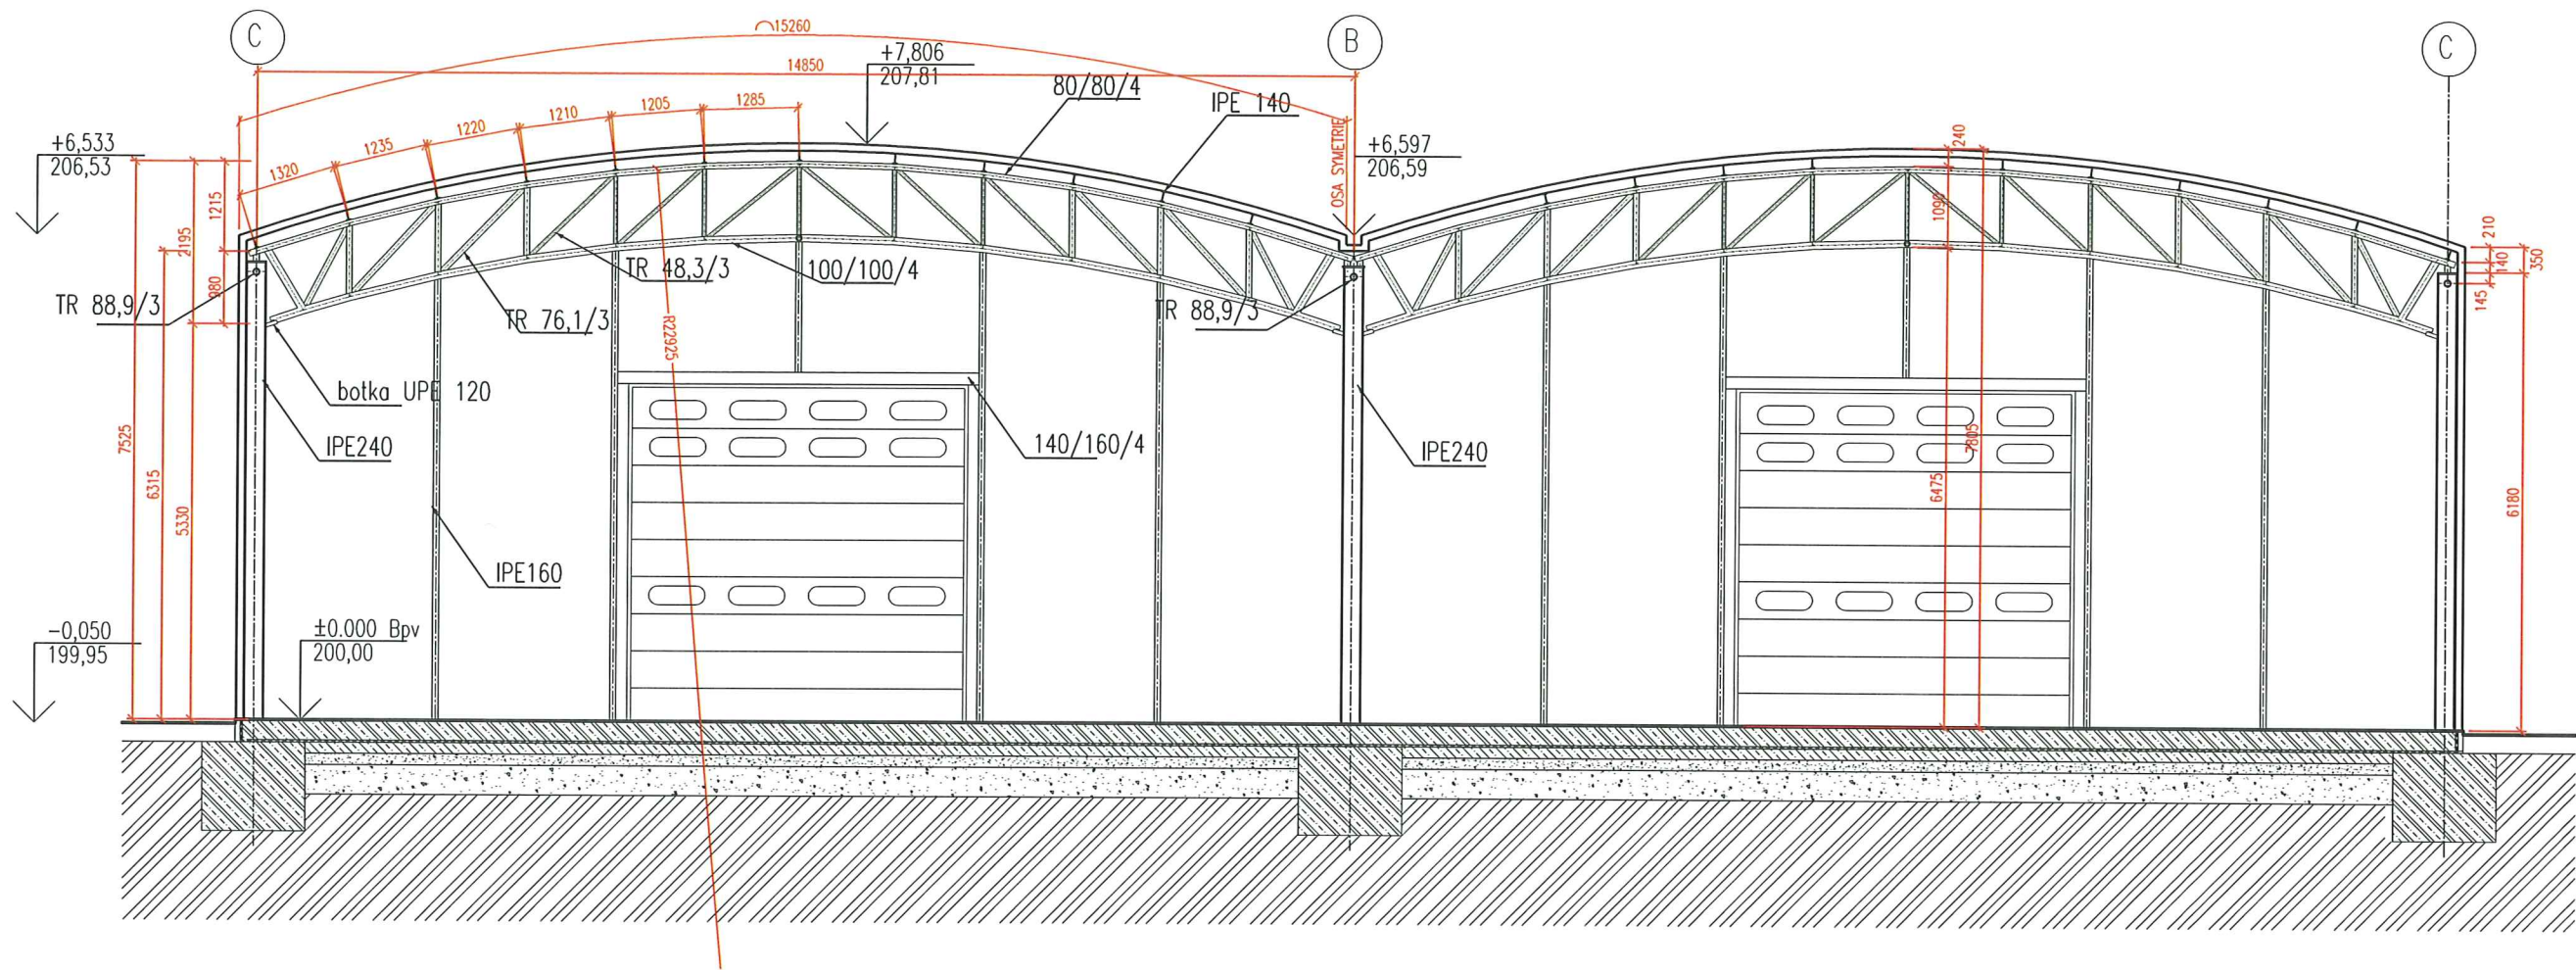 C
B
C
⌒15260
14850
+7,806
207,81
80/80/4
IPE 140
1320
1235
1220
1210
1205
1285
+6,533
206,53
OSA SYMETRIE
+6,597
206,59
240
1215
2195
980
1090
210
140
350
145
TR 88,9/3
TR 48,3/3
100/100/4
TR 76,1/3
TR 88,9/3
R22925
botka UPE 120
IPE240
140/160/4
IPE240
7525
6315
5330
6475
7805
6180
IPE160
-0,050
199,95
±0.000 Bpv
200,00